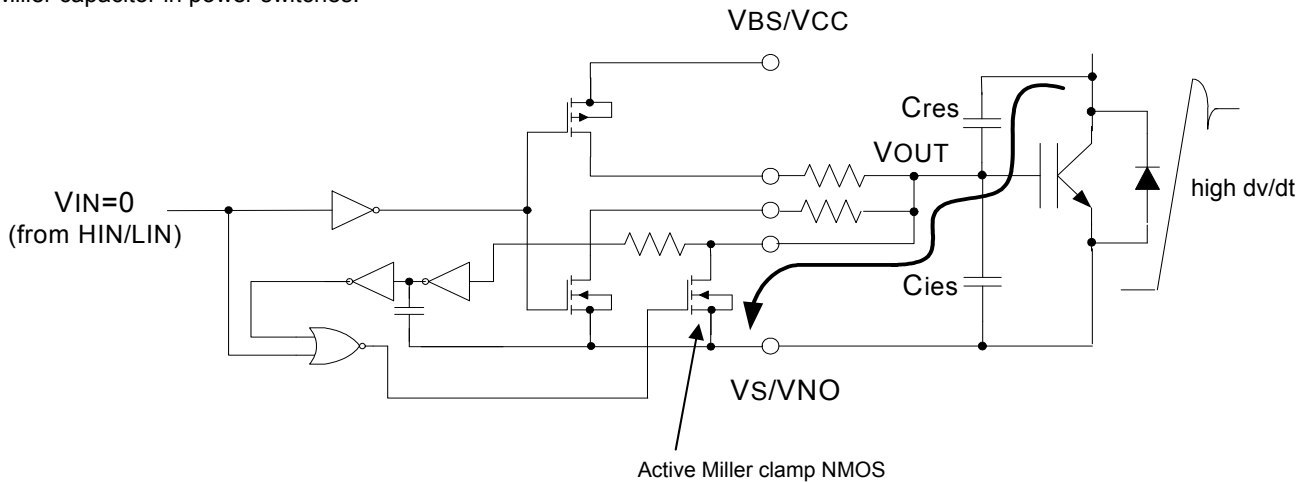 Miller capacitor in power switches.
VBS/VCC
Cres
VOUT
VIN=0
(from HIN/LIN)
high dv/dt
Cies
VS/VNO
Active Miller clamp NMOS